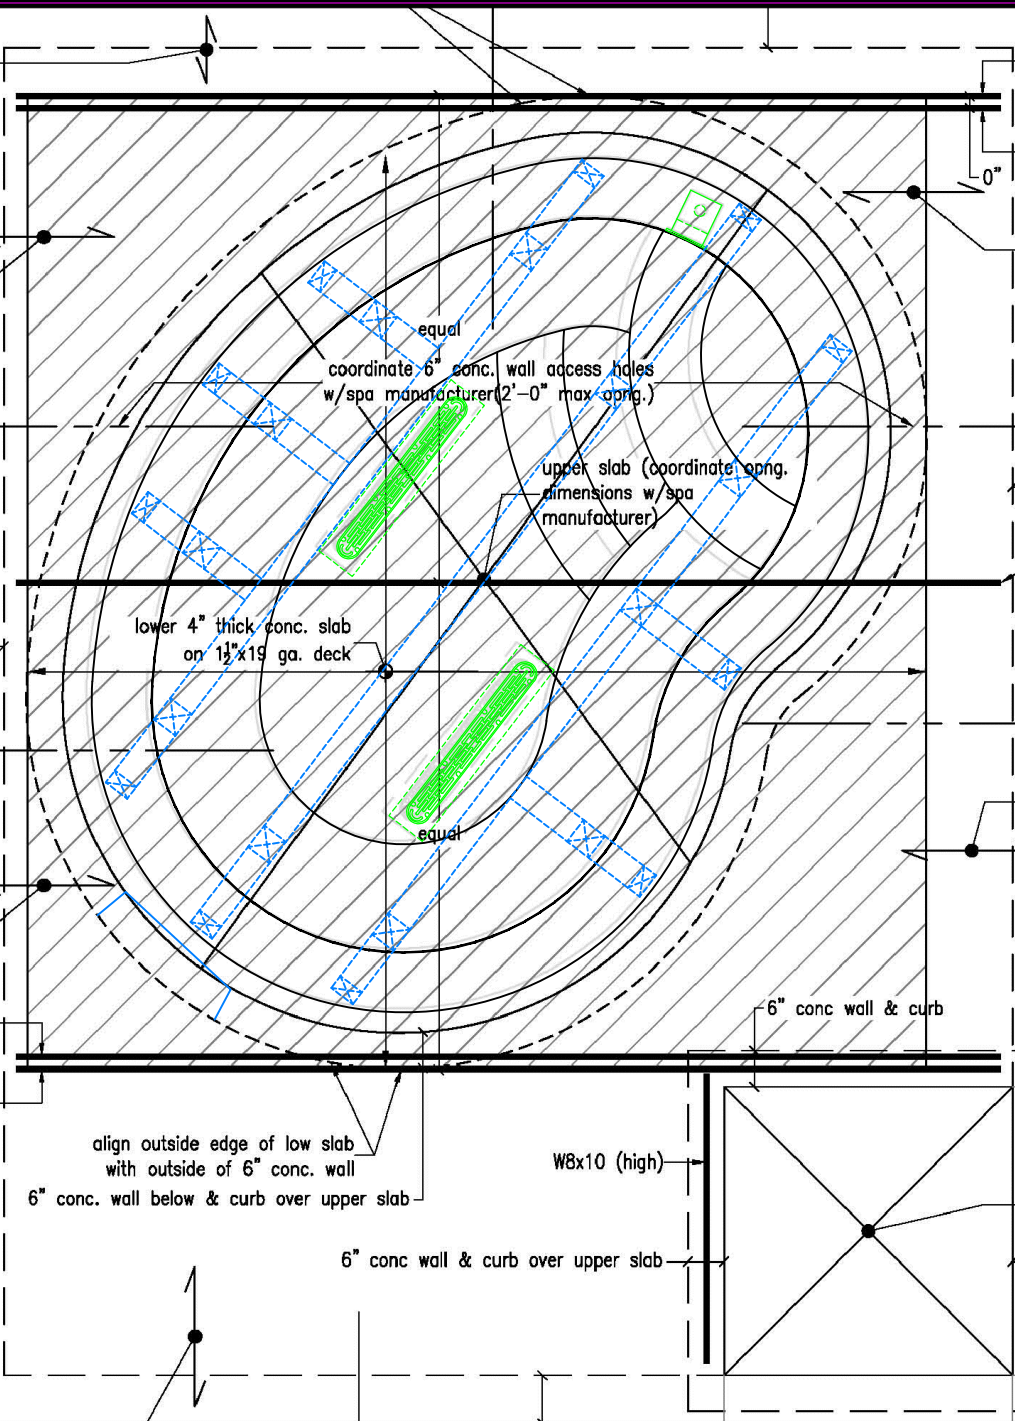 0"
equal
coordinate 6" conc. wall access holes
w/spa manufacturer(2'-0" max opng.)
upper slab (coordinate opng.
dimensions w/spa
manufacturer)
lower 4" thick conc. slab
on 1½"x19 ga. deck
equal
6" conc wall & curb
align outside edge of low slab
with outside of 6" conc. wall
W8x10 (high)
6" conc. wall below & curb over upper slab
6" conc wall & curb over upper slab